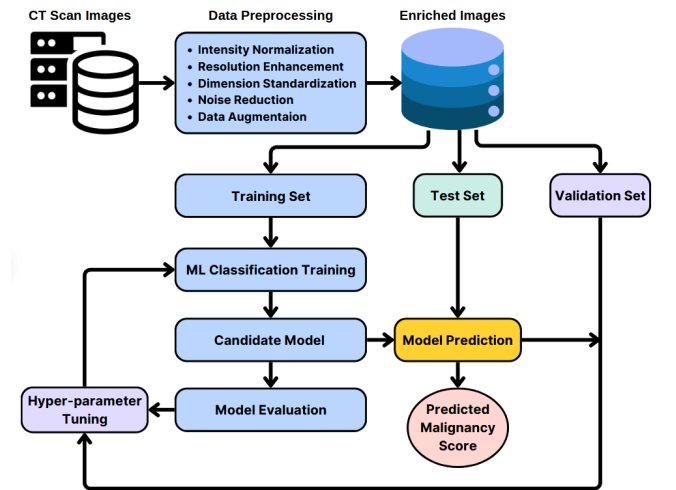 CT Scan Images
Data Preprocessing
Enriched Images
• Intensity Normalization
• Resolution Enhancement
• Dimension Standardization
• Noise Reduction
• Data Augmentaion
Training Set
Test Set
Validation Set
ML Classification Training
Candidate Model
Model Prediction
Hyper-parameter
Tuning
Model Evaluation
Predicted
Malignancy
Score